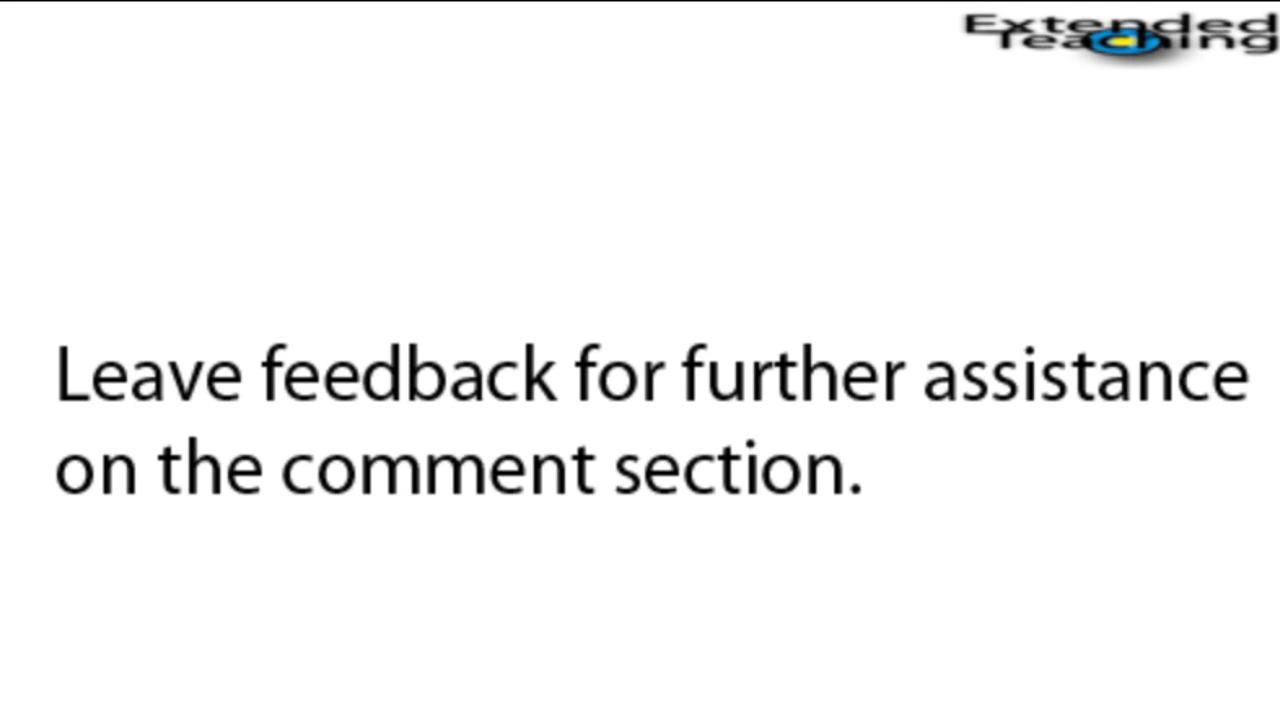 Extended
Teaching
Leave feedback for further assistance
on the comment section.